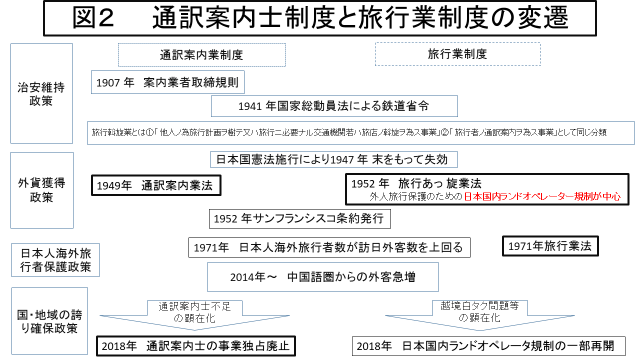 図２　通訳案内士制度と旅行業制度の変遷
治安維持
政策
通訳案内業制度
旅行業制度
1907 年　案内業者取締規則
1941 年国家総動員法による鉄道省令
旅行斡旋業とは①「他人ノ為旅行計画ヲ樹テ又ハ旅行ニ必要ナル交通機関若ハ旅店ノ斡旋ヲ為ス事業」②「旅行者ノ通訳案内ヲ為ス事業」として同じ分類
外貨獲得
政策
日本国憲法施行により1947 年 末をもって失効
1949年　通訳案内業法
1952 年　旅行あっ旋業法
外人旅行保護のための日本国内ランドオペレーター規制が中心
1952 年サンフランシスコ条約発行
日本人海外旅
行者保護政策
1971年　日本人海外旅行者数が訪日外客数を上回る
1971年旅行業法
2014年～　中国語圏からの外客急増
国・地域の誇
り確保政策
通訳案内士不足
の顕在化
越境白タク問題等
の顕在化
2018年　通訳案内士の事業独占廃止
2018年　日本国内ランドオペレータ規制の一部再開